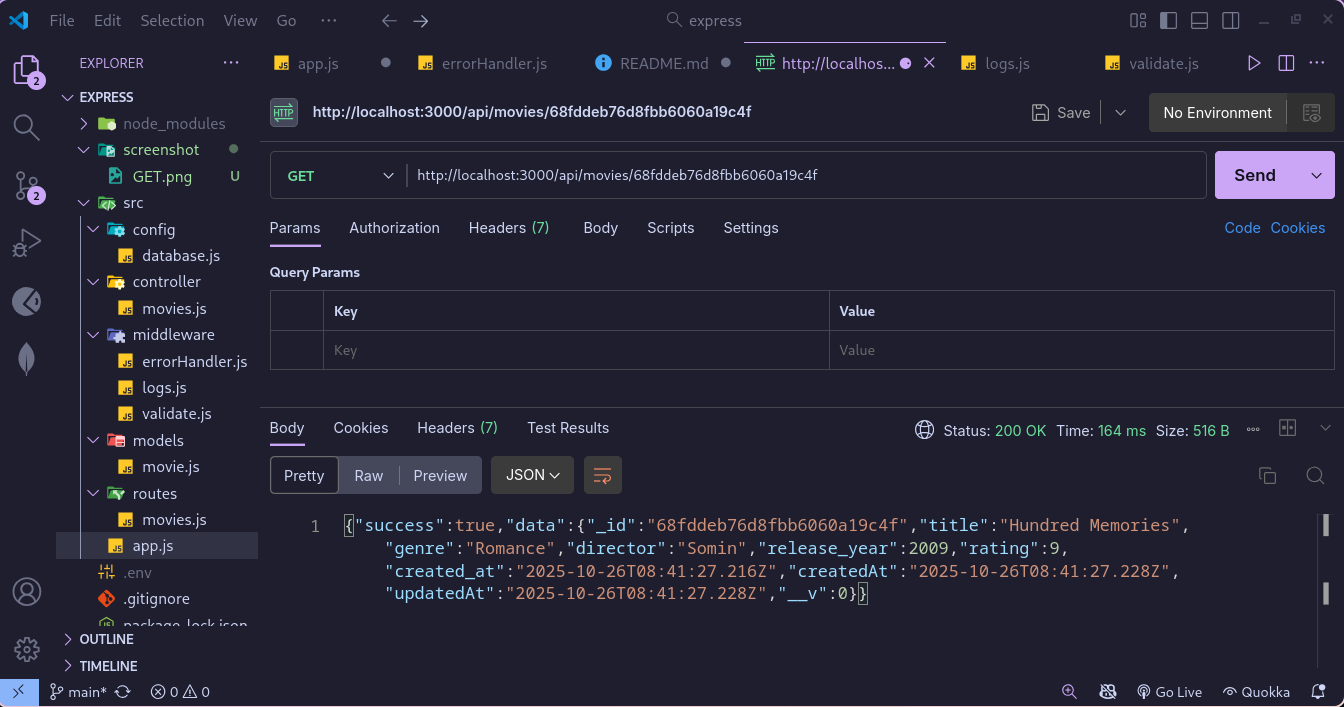 File Edit Selection View Go ··· express
EXPLORER ···
app.js errorHandler.js README.md http://localhos... logs.js validate.js ···
EXPRESS
node_modules
screenshot
GET.png U
src
config
database.js
controller
movies.js
middleware
errorHandler.js
logs.js
validate.js
models
movie.js
routes
movies.js
app.js
.env
.gitignore
package-lock.json
OUTLINE
TIMELINE
2
2
HTTP http://localhost:3000/api/movies/68fddeb76d8fbb6060a19c4f Save No Environment
GET http://localhost:3000/api/movies/68fddeb76d8fbb6060a19c4f Send
Params Authorization Headers (7) Body Scripts Settings Code Cookies
Query Params
Key Value
Key Value
Body Cookies Headers (7) Test Results Status: 200 OK Time: 164 ms Size: 516 B
Pretty Raw Preview JSON
1 {"success":true,"data":{"_id":"68fddeb76d8fbb6060a19c4f","title":"Hundred Memories",
"genre":"Romance","director":"Somin","release_year":2009,"rating":9,
"created_at":"2025-10-26T08:41:27.216Z","createdAt":"2025-10-26T08:41:27.228Z",
"updatedAt":"2025-10-26T08:41:27.228Z","__v":0}}
main* 0 0 Go Live Quokka